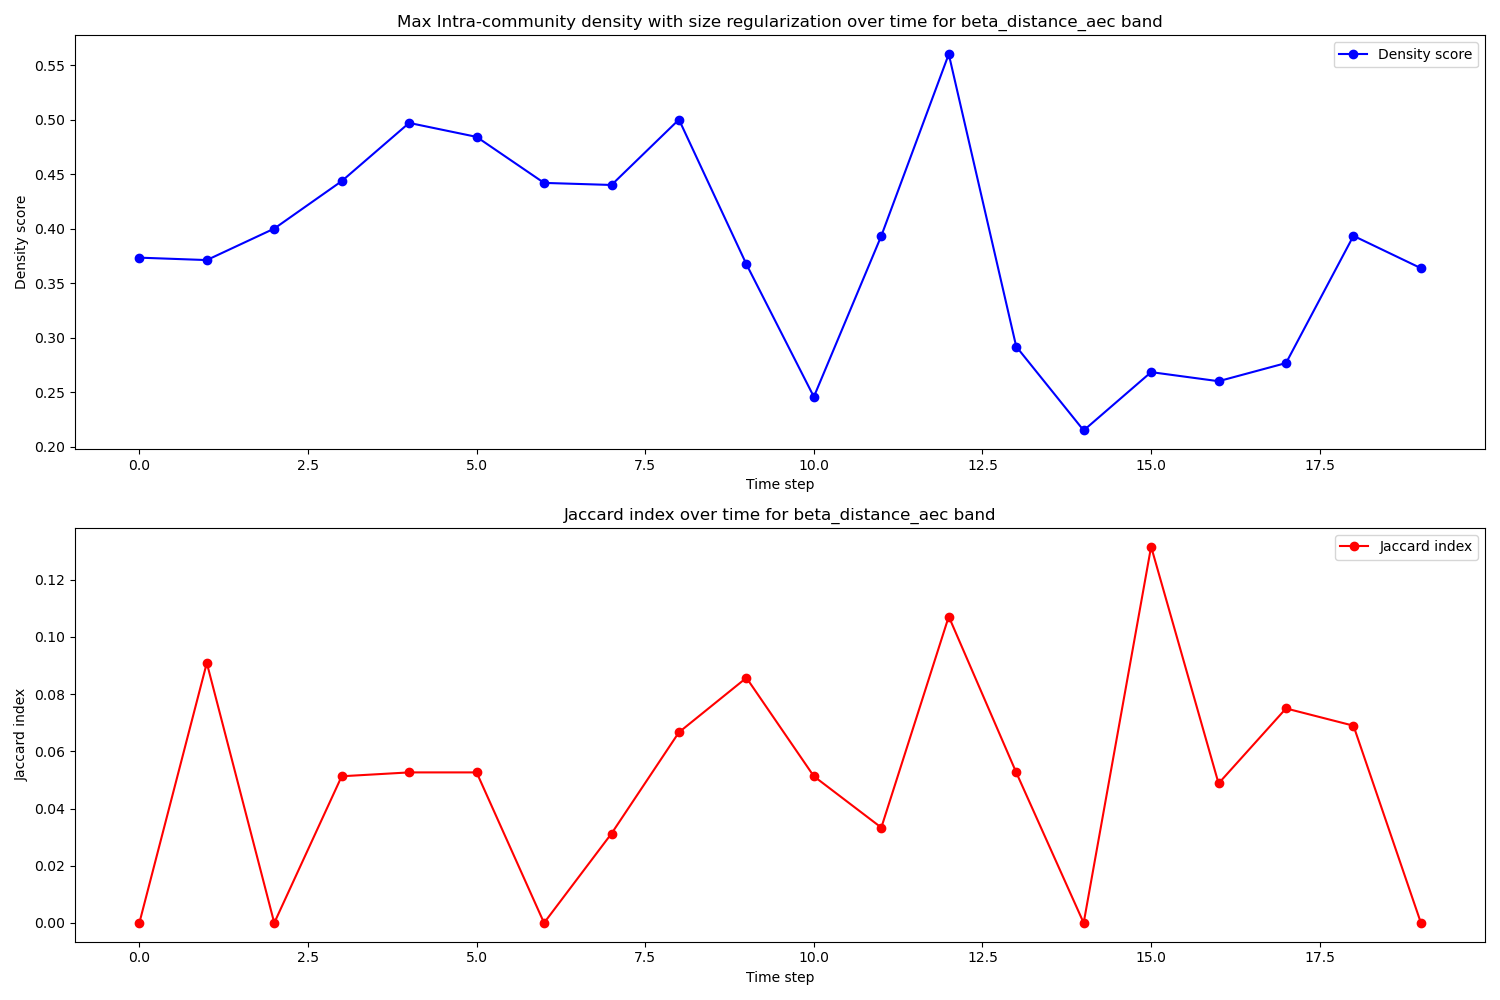 Max Intra-community density with size regularization over time for beta_distance_aec band
Density score
0.55
0.50
0.45
0.40
0.35
0.30
0.25
0.20
Density score
0.0 2.5 5.0 7.5 10.0 12.5 15.0 17.5
Time step
Jaccard index over time for beta_distance_aec band
Jaccard index
0.12
0.10
0.08
0.06
0.04
0.02
0.00
Jaccard index
0.0 2.5 5.0 7.5 10.0 12.5 15.0 17.5
Time step